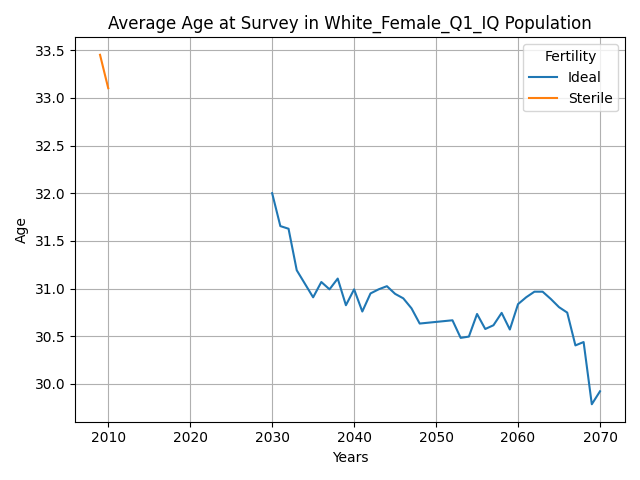 Average Age at Survey in White_Female_Q1_IQ Population
Fertility
Ideal
Sterile
33.5
33.0
32.5
32.0
31.5
31.0
30.5
30.0
Age
2010
2020
2030
2040
2050
2060
2070
Years